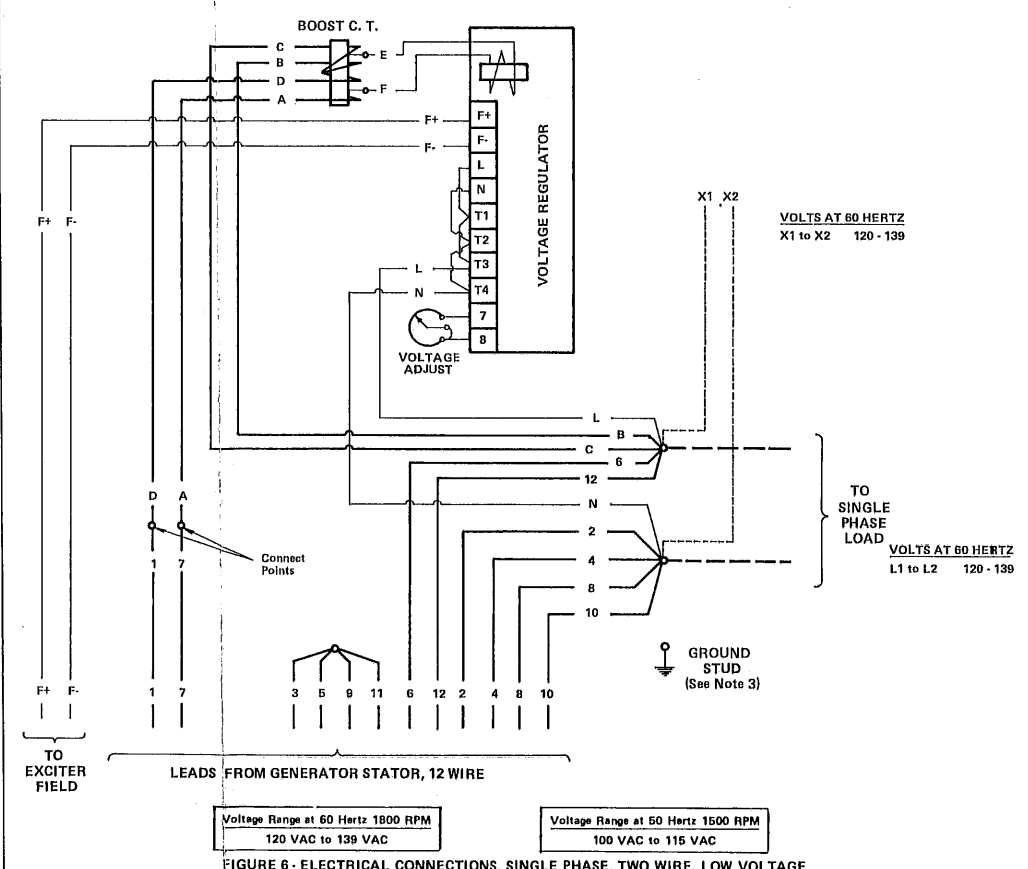 BOOST C. T.
C
B
D
A
E
F
F+
F-
F+
F-
L
N
T1
T2
T3
T4
7
8
VOLTAGE REGULATOR
F+ F-
L
N
VOLTAGE
ADJUST
X1 X2
VOLTS AT 60 HERTZ
X1 to X2 120 - 139
L
B
C
6
12
N
2
4
8
10
TO
SINGLE
PHASE
LOAD
VOLTS AT 60 HERTZ
L1 to L2 120 - 139
D A
Connect
Points
1 7
GROUND
STUD
(See Note 3)
F+ F- 1 7 3 5 9 11 6 12 2 4 8 10
TO
EXCITER
FIELD
LEADS FROM GENERATOR STATOR, 12 WIRE
Voltage Range at 60 Hertz 1800 RPM
120 VAC to 139 VAC
Voltage Range at 50 Hertz 1500 RPM
100 VAC to 115 VAC
FIGURE 6 - ELECTRICAL CONNECTIONS, SINGLE PHASE, TWO WIRE, LOW VOLTAGE